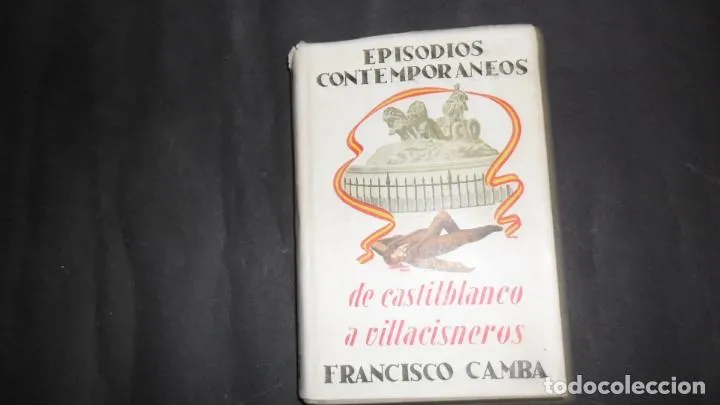 EPISODIOS
CONTEMPORANEOS
de castilblanco
a villacisneros
FRANCISCO CAMBA
todocoleccion